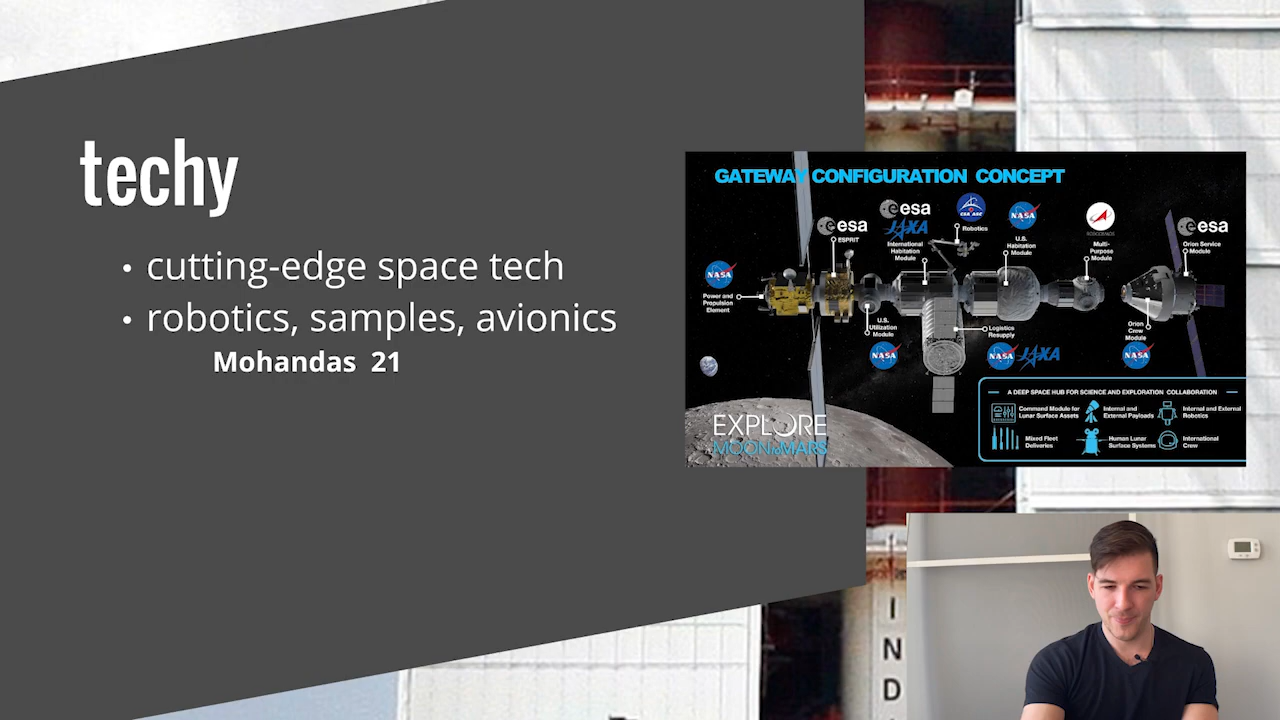 techy
• cutting-edge space tech
• robotics, samples, avionics
Mohandas 21
GATEWAY CONFIGURATION CONCEPT
esa
ESPRIT
esa
JAXA
International
Habitation
Module
CSA ASC
Robotics
NASA
U.S.
Habitation
Module
ROSCOSMOS
Multi-
Purpose
Module
esa
Orion Service
Module
NASA
Power and
Propulsion
Element
U.S.
Utilization
Module
NASA
Logistics
Resupply
NASA JAXA
Orion
Crew
Module
NASA
A DEEP SPACE HUB FOR SCIENCE AND EXPLORATION COLLABORATION
Command Module for
Lunar Surface Assets
Internal and
External Payloads
Internal and External
Robotics
Mixed Fleet
Deliveries
Human Lunar
Surface Systems
International
Crew
EXPLORE
MOONtoMARS
I
N
D